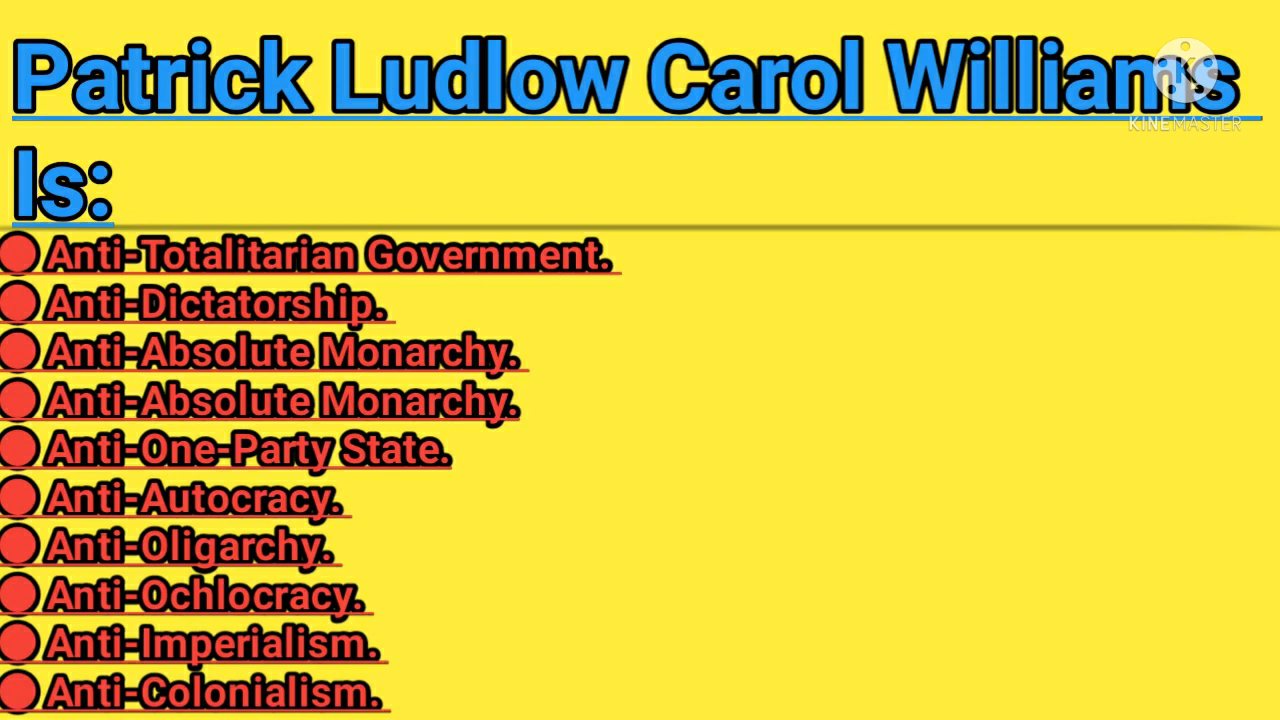 Patrick Ludlow Carol Williams
Is:
KINEMASTER
🔴Anti-Totalitarian Government.
🔴Anti-Dictatorship.
🔴Anti-Absolute Monarchy.
🔴Anti-Absolute Monarchy.
🔴Anti-One-Party State.
🔴Anti-Autocracy.
🔴Anti-Oligarchy.
🔴Anti-Ochlocracy.
🔴Anti-Imperialism.
🔴Anti-Colonialism.